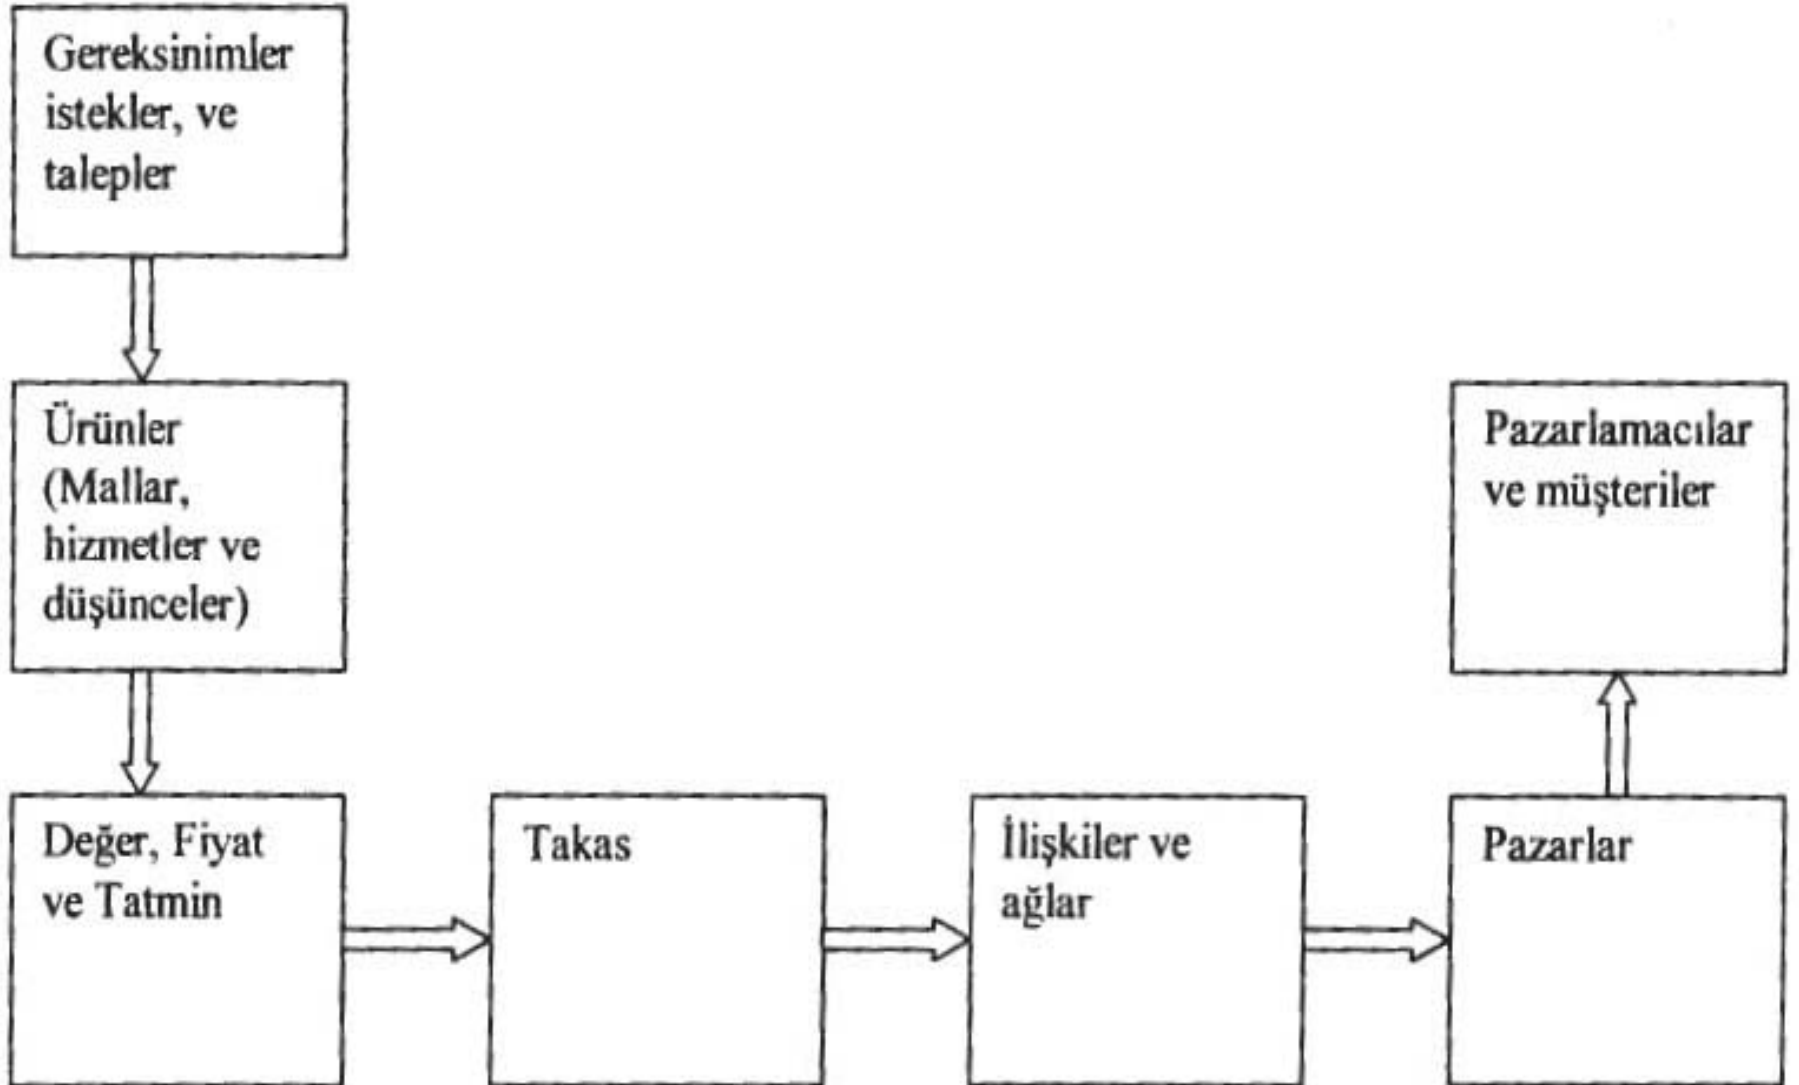 Gereksinimler
istekler, ve
talepler
Ürünler
(Mallar,
hizmetler ve
düşünceler)
Değer, Fiyat
ve Tatmin
Takas
İlişkiler ve
ağlar
Pazarlar
Pazarlamacılar
ve müşteriler